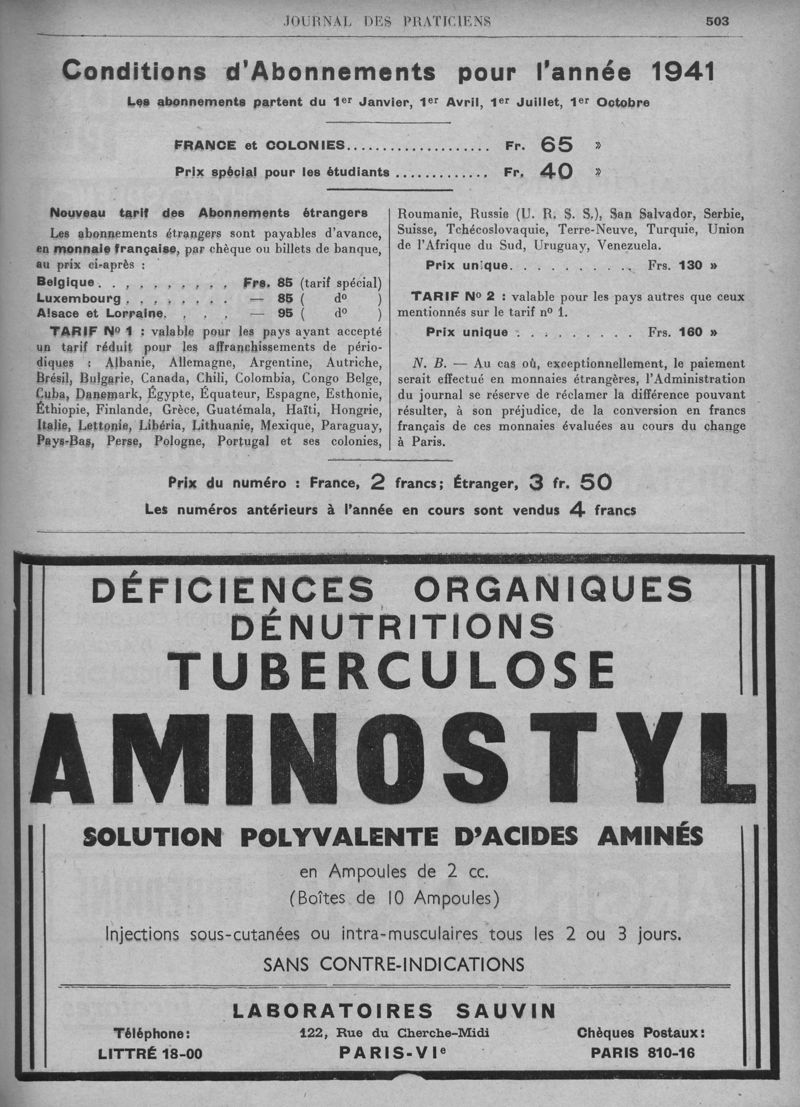 JOURNAL DES PRATICIENS 503
Conditions d'Abonnements pour l'année 1941
Les abonnements partent du 1er Janvier, 1er Avril, 1er Juillet, 1er Octobre
FRANCE et COLONIES.................... Fr. 65 »
Prix spécial pour les étudiants ............. Fr. 40 »
Nouveau tarif des Abonnements étrangers
Les abonnements étrangers sont payables d'avance,
en monnaie française, par chèque ou billets de banque,
au prix ci-après :
Belgique . . . . . . . . . . Frs. 85 (tarif spécial)
Luxembourg . . . . . . . . — 85 ( do )
Alsace et Lorraine. . . . . — 95 ( do )
TARIF No 1 : valable pour les pays ayant accepté
un tarif réduit pour les affranchissements de pério-
diques : Albanie, Allemagne, Argentine, Autriche,
Brésil, Bulgarie, Canada, Chili, Colombia, Congo Belge,
Cuba, Danemark, Égypte, Équateur, Espagne, Esthonie,
Éthiopie, Finlande, Grèce, Guatémala, Haïti, Hongrie,
Italie, Lettonie, Libéria, Lithuanie, Mexique, Paraguay,
Pays-Bas, Perse, Pologne, Portugal et ses colonies,
Roumanie, Russie (U. R. S. S.), San Salvador, Serbie,
Suisse, Tchécoslovaquie, Terre-Neuve, Turquie, Union
de l'Afrique du Sud, Uruguay, Venezuela.
Prix unique. . . . . . . . . . Frs. 130 »
TARIF No 2 : valable pour les pays autres que ceux
mentionnés sur le tarif no 1.
Prix unique . . . . . . . . . . Frs. 160 »
N. B. — Au cas où, exceptionnellement, le paiement
serait effectué en monnaies étrangères, l'Administration
du journal se réserve de réclamer la différence pouvant
résulter, à son préjudice, de la conversion en francs
français de ces monnaies évaluées au cours du change
à Paris.
Prix du numéro : France, 2 francs; Étranger, 3 fr. 50
Les numéros antérieurs à l'année en cours sont vendus 4 francs
DÉFICIENCES ORGANIQUES
DÉNUTRITIONS
TUBERCULOSE
AMINOSTYL
SOLUTION POLYVALENTE D'ACIDES AMINÉS
en Ampoules de 2 cc.
(Boîtes de 10 Ampoules)
Injections sous-cutanées ou intra-musculaires tous les 2 ou 3 jours.
SANS CONTRE-INDICATIONS
LABORATOIRES SAUVIN
Téléphone: 122, Rue du Cherche-Midi Chèques Postaux:
LITTRÉ 18-00 PARIS-VIe PARIS 810-16